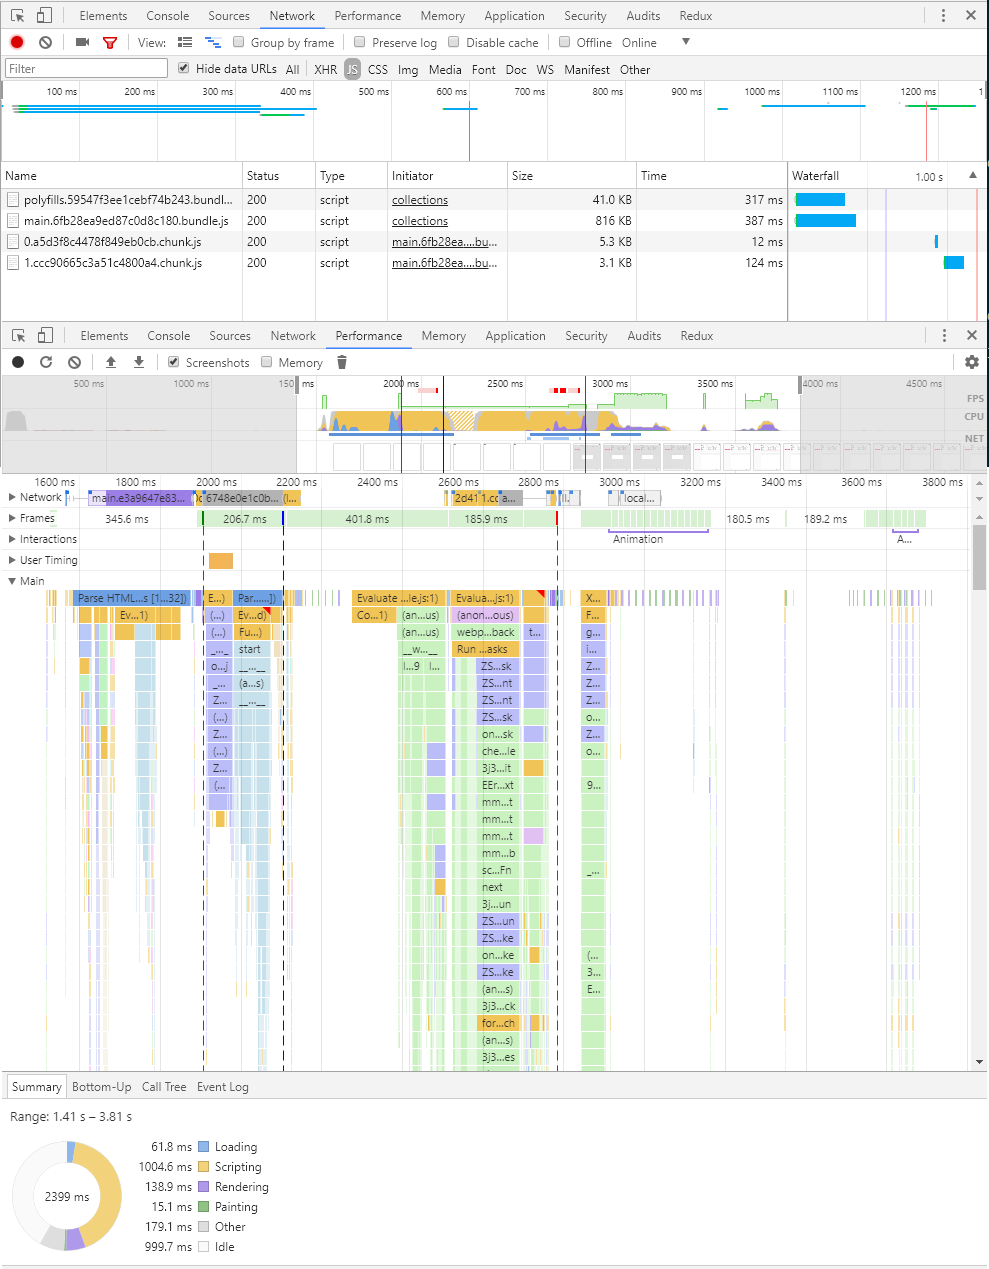 Elements Console Sources Network Performance Memory Application Security Audits Redux
View: Group by frame Preserve log Disable cache Offline Online
Filter Hide data URLs All XHR JS CSS Img Media Font Doc WS Manifest Other
100 ms 200 ms 300 ms 400 ms 500 ms 600 ms 700 ms 800 ms 900 ms 1000 ms 1100 ms 1200 ms 1
Name Status Type Initiator Size Time Waterfall 1.00 s
polyfills.59547f3ee1cebf74b243.bundl... 200 script collections 41.0 KB 317 ms
main.6fb28ea9ed87c0d8c180.bundle.js 200 script collections 816 KB 387 ms
0.a5d3f8c4478f849eb0cb.chunk.js 200 script main.6fb28ea....bu... 5.3 KB 12 ms
1.ccc90665c3a51c4800a4.chunk.js 200 script main.6fb28ea....bu... 3.1 KB 124 ms
Elements Console Sources Network Performance Memory Application Security Audits Redux
Screenshots Memory
500 ms 1000 ms 150 ms 2000 ms 2500 ms 3000 ms 3500 ms 4000 ms 4500 ms
FPS
CPU
NET
1600 ms 1800 ms 2000 ms 2200 ms 2400 ms 2600 ms 2800 ms 3000 ms 3200 ms 3400 ms 3600 ms 3800 ms
Network main.e3a9647e83... 6748e0e1c0b... (l... 2d41 a... l... local...
Frames 345.6 ms 206.7 ms 401.8 ms 185.9 ms 180.5 ms 189.2 ms
Interactions Animation A...
User Timing
Main
Parse HTML...s [1...32]) E...) Par......]) Evaluate ...le.js:1) Evalua...js:1) X...
Ev...1) (...) Ev...d) Co...1) (an...us) (anon...ous) F...
(...) Fu...) (an...us) webp...back t... g...
_..._ start __w...__ Run ...asks i...
o...j __...__ l...9 l... ZS...sk Z...
_... (a...s) ZS...nt Z...
Z... __...__ ZS...nt Z...
(...) ZS...sk o...
Z... on...sk Z...
(...) che...le o...
Z... 3j3...it
(... EEr...xt 9...
mm...t
mm...t
mm...t
mm...b
sc...Fn _...
next
3j...un
ZS...un
ZS...ke
on...ke (...
ZS...ke 3...
(an...s) E...
3j3...ck
for...ch
(an...s)
3j3...es
Summary Bottom-Up Call Tree Event Log
Range: 1.41 s – 3.81 s
61.8 ms Loading
1004.6 ms Scripting
138.9 ms Rendering
2399 ms
15.1 ms Painting
179.1 ms Other
999.7 ms Idle